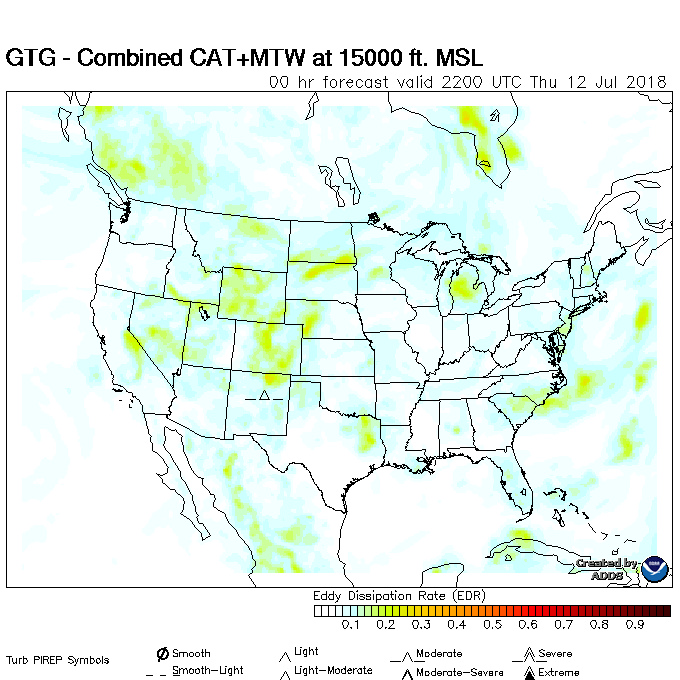 GTG - Combined CAT+MTW at 15000 ft. MSL
00 hr forecast valid 2200 UTC Thu 12 Jul 2018
Created by
ADDS
Eddy Dissipation Rate (EDR)
0.1 0.2 0.3 0.4 0.5 0.6 0.7 0.8 0.9
Turb PIREP Symbols
Smooth Light Moderate Severe
Smooth-Light Light-Moderate Moderate-Severe Extreme